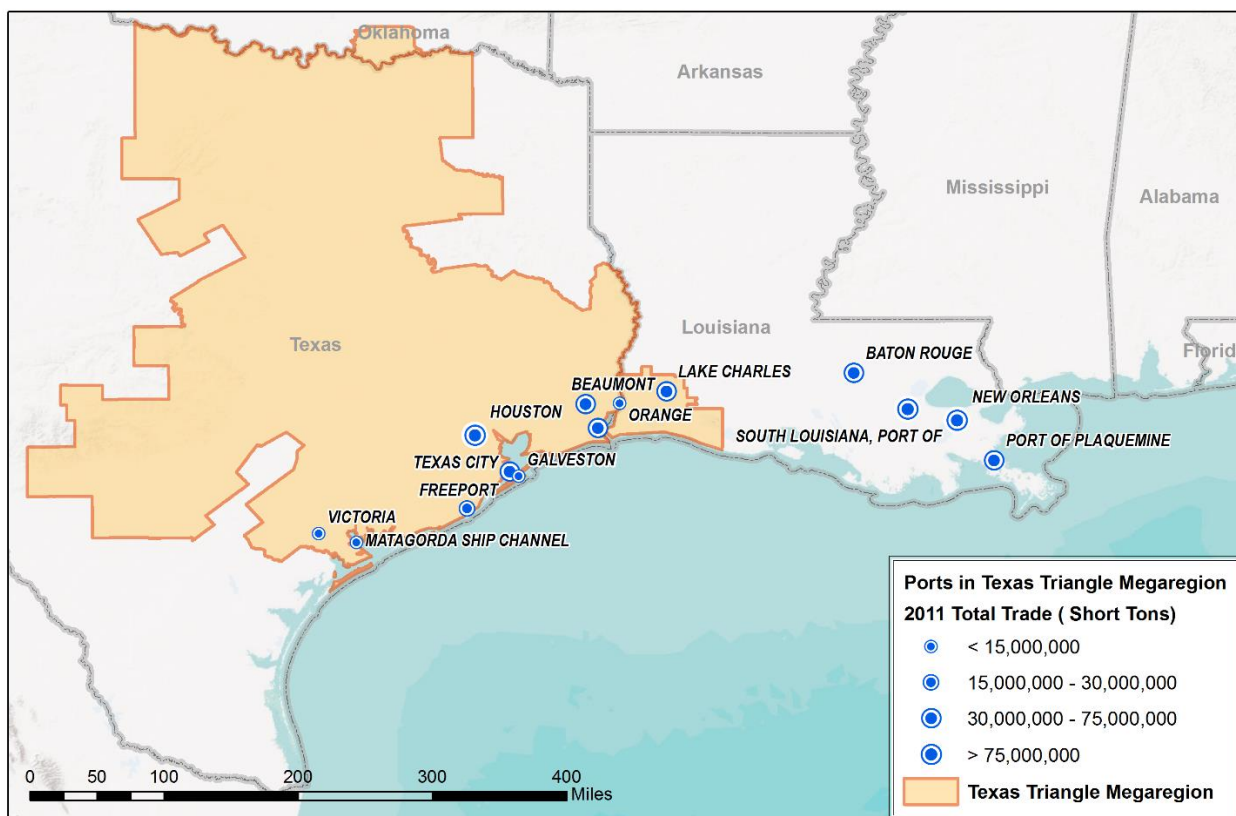 Oklahoma
Arkansas
Mississippi
Alabama
Texas
Louisiana
Florid
BATON ROUGE
LAKE CHARLES
BEAUMONT
NEW ORLEANS
HOUSTON
ORANGE
SOUTH LOUISIANA, PORT OF
PORT OF PLAQUEMINE
TEXAS CITY
GALVESTON
FREEPORT
VICTORIA
MATAGORDA SHIP CHANNEL
Ports in Texas Triangle Megaregion
2011 Total Trade ( Short Tons)
< 15,000,000
15,000,000 - 30,000,000
30,000,000 - 75,000,000
> 75,000,000
Texas Triangle Megaregion
0 50 100 200 300 400
Miles